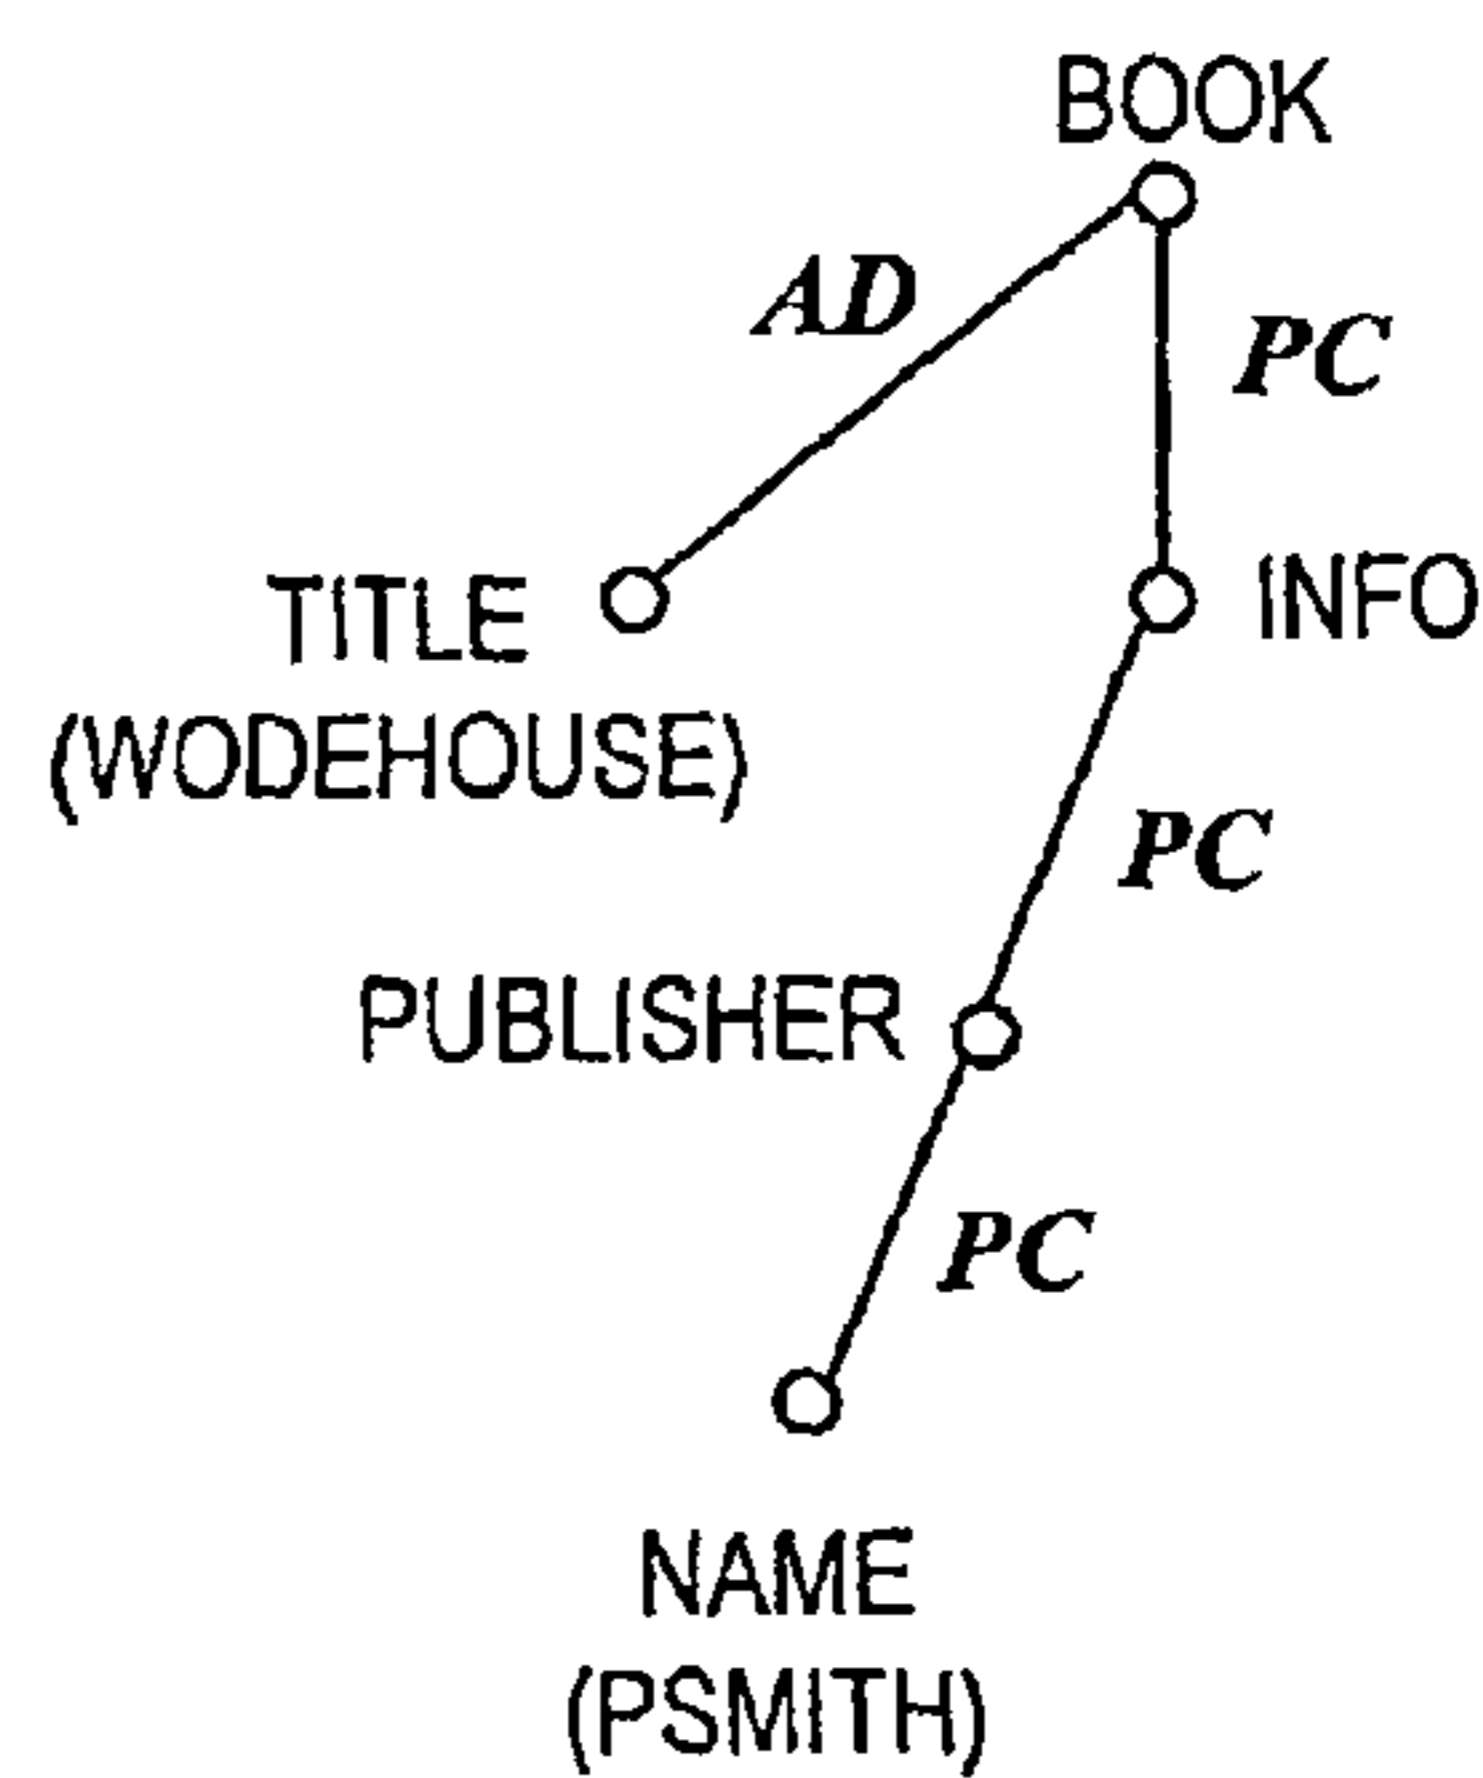 BOOK
AD
PC
TITLE
(WODEHOUSE)
INFO
PC
PUBLISHER
PC
NAME
(PSMITH)